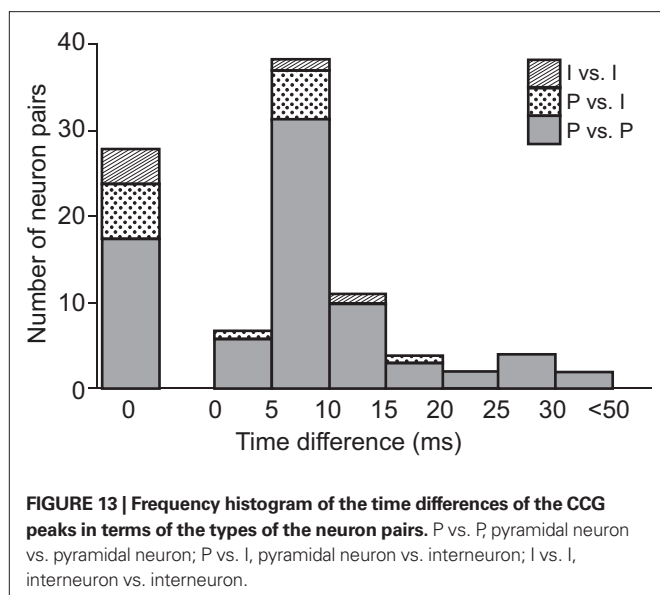 40
30
20
10
0
Number of neuron pairs
I vs. I
P vs. I
P vs. P
0 0 5 10 15 20 25 30 <50
Time difference (ms)
FIGURE 13 | Frequency histogram of the time differences of the CCG
peaks in terms of the types of the neuron pairs. P vs. P, pyramidal neuron
vs. pyramidal neuron; P vs. I, pyramidal neuron vs. interneuron; I vs. I,
interneuron vs. interneuron.